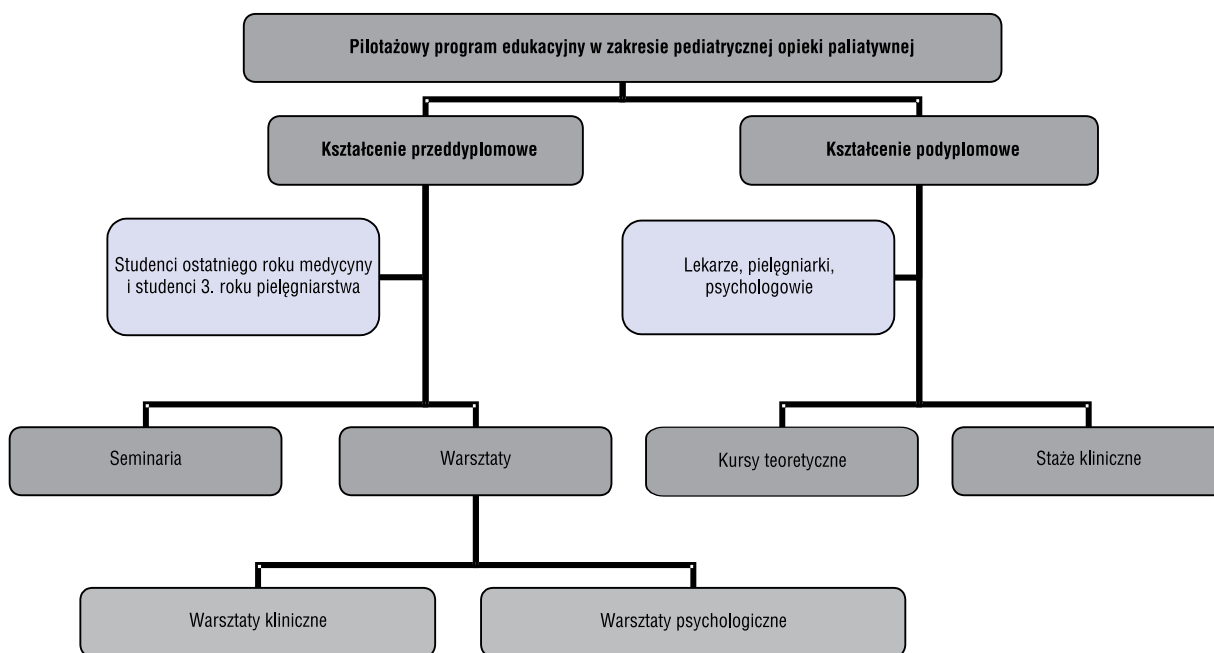 Pilotażowy program edukacyjny w zakresie pediatrycznej opieki paliatywnej
Kształcenie przeddyplomowe
Kształcenie podyplomowe
Studenci ostatniego roku medycyny
i studenci 3. roku pielęgniarstwa
Lekarze, pielęgniarki,
psychologowie
Seminaria
Warsztaty
Kursy teoretyczne
Staże kliniczne
Warsztaty kliniczne
Warsztaty psychologiczne